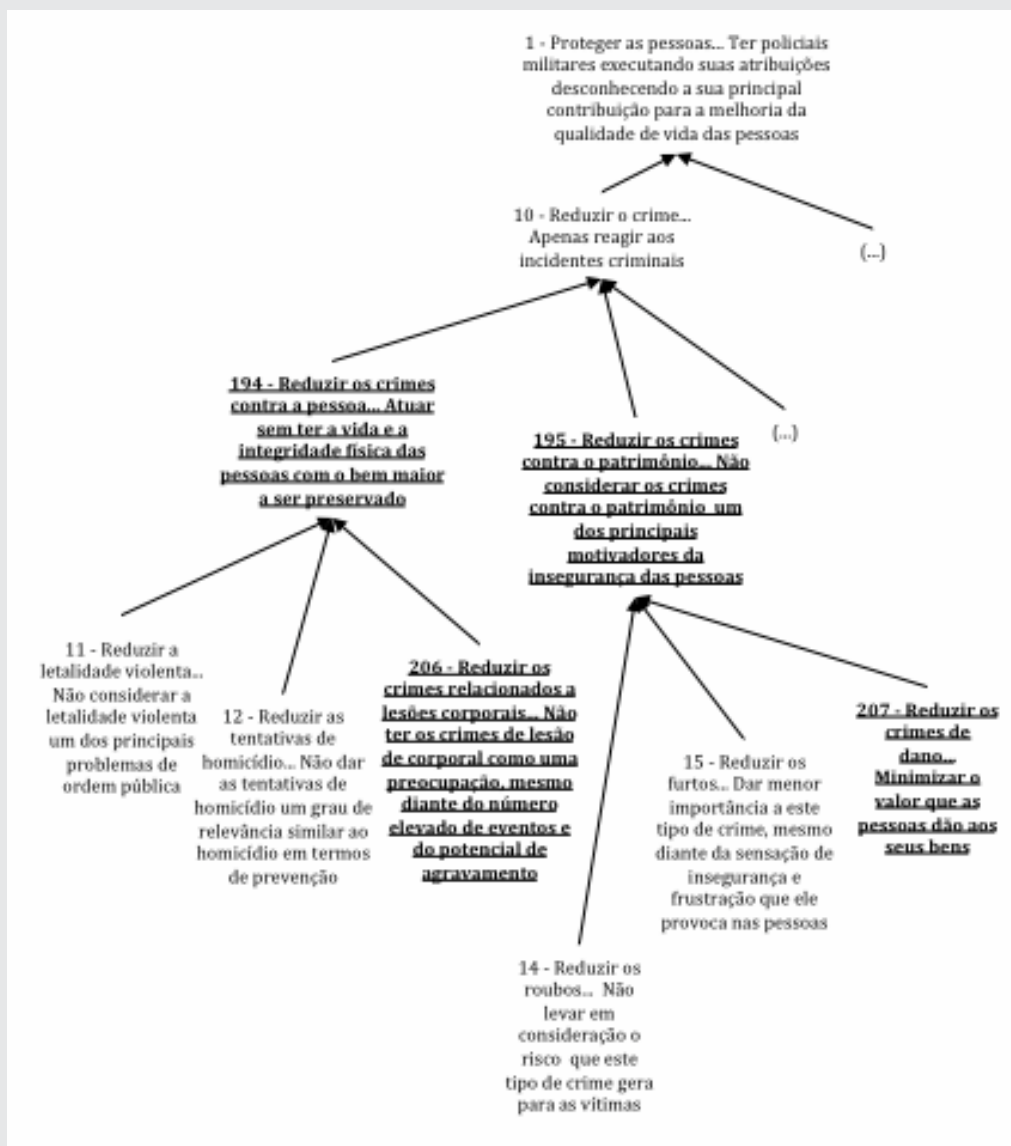 1 - Proteger as pessoas... Ter policiais
militares executando suas atribuições
desconhecendo a sua principal
contribuição para a melhoria da
qualidade de vida das pessoas
10 - Reduzir o crime...
Apenas reagir aos
incidentes criminais
(...)
194 - Reduzir os crimes
contra a pessoa... Atuar
sem ter a vida e a
integridade física das
pessoas com o bem maior
a ser preservado
(...)
195 - Reduzir os crimes
contra o patrimônio... Não
considerar os crimes
contra o patrimônio um
dos principais
motivadores da
insegurança das pessoas
11 - Reduzir a
letalidade violenta...
Não considerar a
letalidade violenta
um dos principais
problemas de
ordem pública
12 - Reduzir as
tentativas de
homicídio... Não dar
as tentativas de
homicídio um grau de
relevância similar ao
homicídio em termos
de prevenção
206 - Reduzir os
crimes relacionados a
lesões corporais... Não
ter os crimes de lesão
de corporal como uma
preocupação, mesmo
diante do número
elevado de eventos e
do potencial de
agravamento
15 - Reduzir os
furtos... Dar menor
importância a este
tipo de crime, mesmo
diante da sensação de
insegurança e
frustração que ele
provoca nas pessoas
207 - Reduzir os
crimes de
dano...
Minimizar o
valor que as
pessoas dão aos
seus bens
14 - Reduzir os
roubos... Não
levar em
consideração o
risco que este
tipo de crime gera
para as vítimas